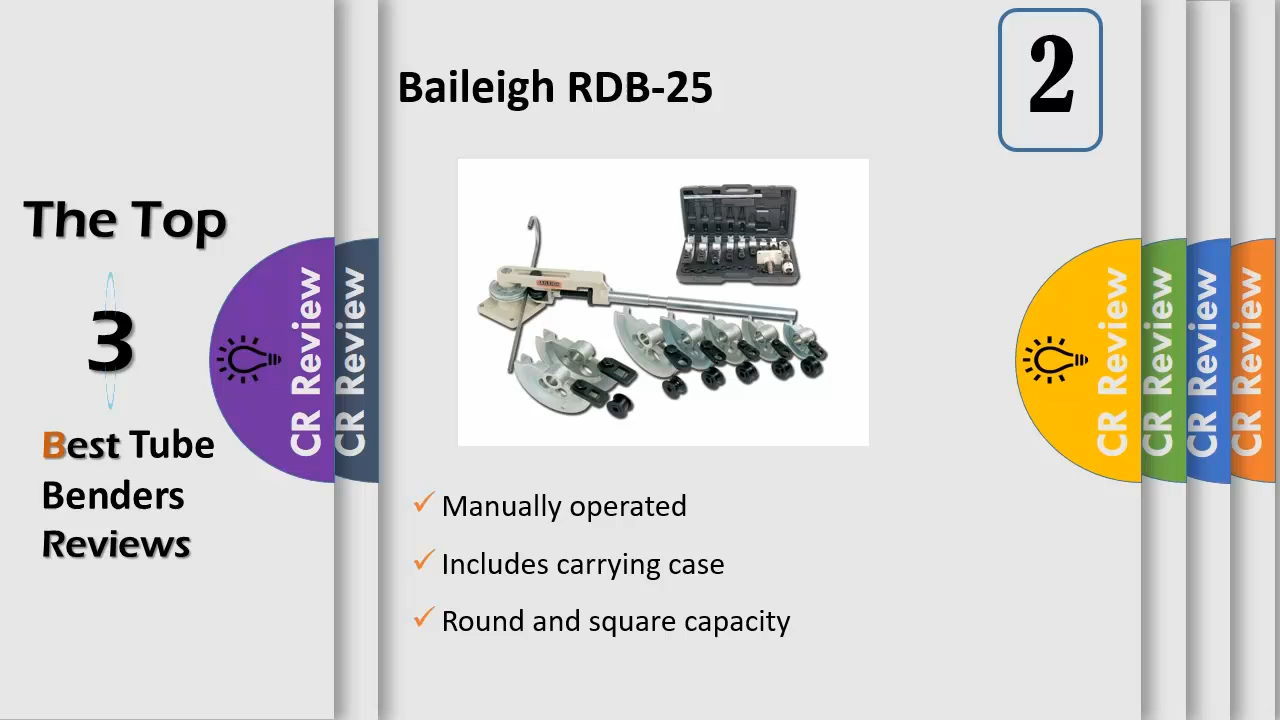 The Top
3
Best Tube
Benders
Reviews
CR Review
CR Review
Baileigh RDB-25
2
Manually operated
Includes carrying case
Round and square capacity
CR Review
CR Review
CR Review
CR Review